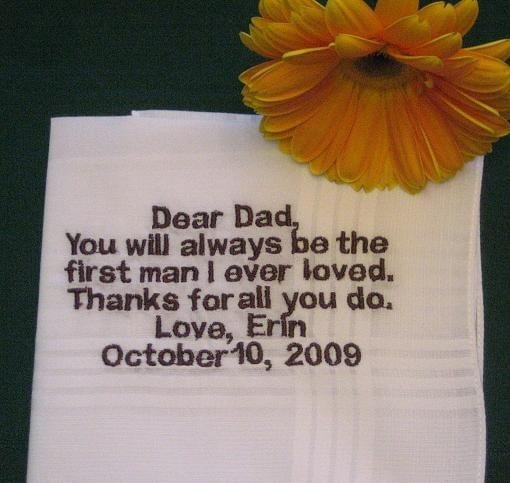 Dear Dad,
You will always be the
first man I ever loved.
Thanks for all you do.
Love, Erin
October 10, 2009